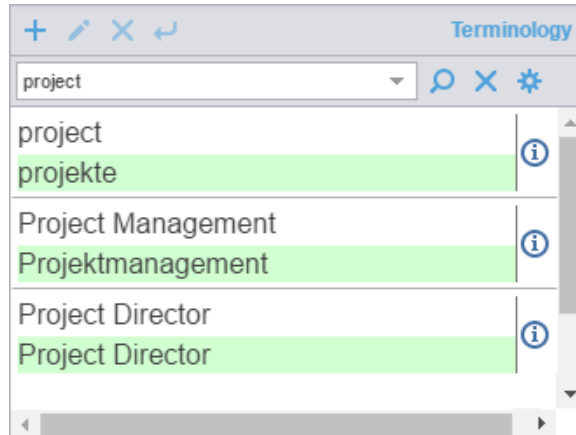 Terminology
project
project
projekte
Project Management
Projektmanagement
Project Director
Project Director